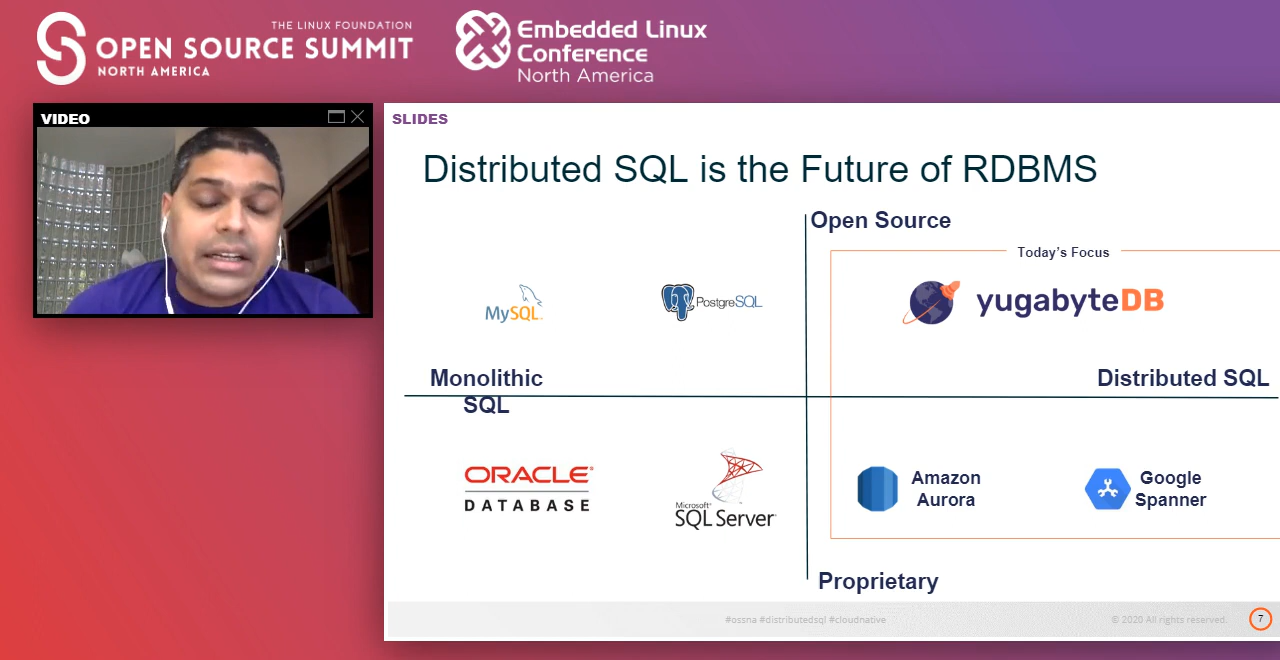 THE LINUX FOUNDATION
OPEN SOURCE SUMMIT
NORTH AMERICA
Embedded Linux
Conference
North America
VIDEO
SLIDES
Distributed SQL is the Future of RDBMS
Open Source
Today's Focus
MySQL
PostgreSQL
yugabyteDB
Monolithic
SQL
Distributed SQL
ORACLE®
DATABASE
Microsoft®
SQL Server
Amazon
Aurora
Google
Spanner
Proprietary
#ossna #distributedsql #cloudnative
© 2020 All rights reserved.
7